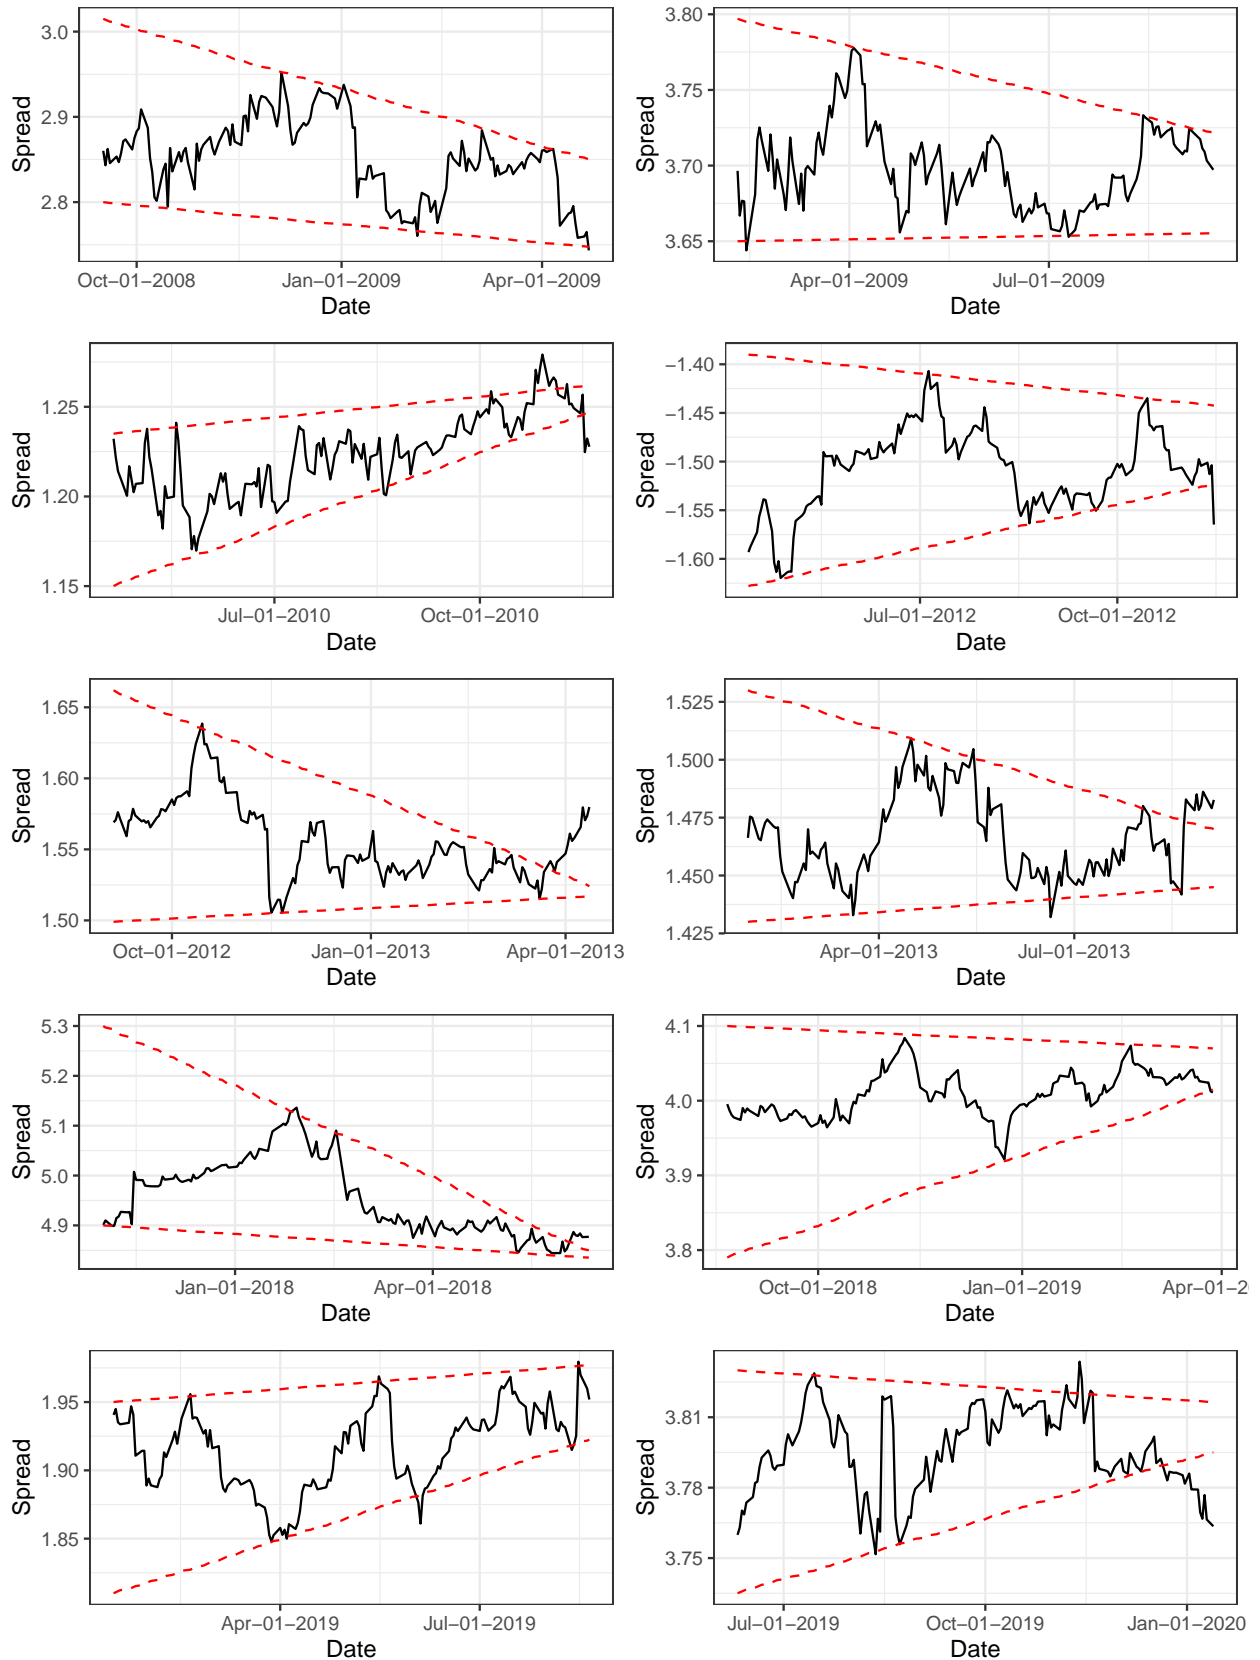 3.0
2.9
2.8
Spread
Oct−01−2008 Jan−01−2009 Apr−01−2009
Date
3.80
3.75
3.70
3.65
Spread
Apr−01−2009 Jul−01−2009
Date
1.25
1.20
1.15
Spread
Jul−01−2010 Oct−01−2010
Date
−1.40
−1.45
−1.50
−1.55
−1.60
Spread
Jul−01−2012 Oct−01−2012
Date
1.65
1.60
1.55
1.50
Spread
Oct−01−2012 Jan−01−2013 Apr−01−2013
Date
1.525
1.500
1.475
1.450
1.425
Spread
Apr−01−2013 Jul−01−2013
Date
5.3
5.2
5.1
5.0
4.9
Spread
Jan−01−2018 Apr−01−2018
Date
4.1
4.0
3.9
3.8
Spread
Oct−01−2018 Jan−01−2019 Apr−01−2
Date
1.95
1.90
1.85
Spread
Apr−01−2019 Jul−01−2019
Date
3.81
3.78
3.75
Spread
Jul−01−2019 Oct−01−2019 Jan−01−2020
Date